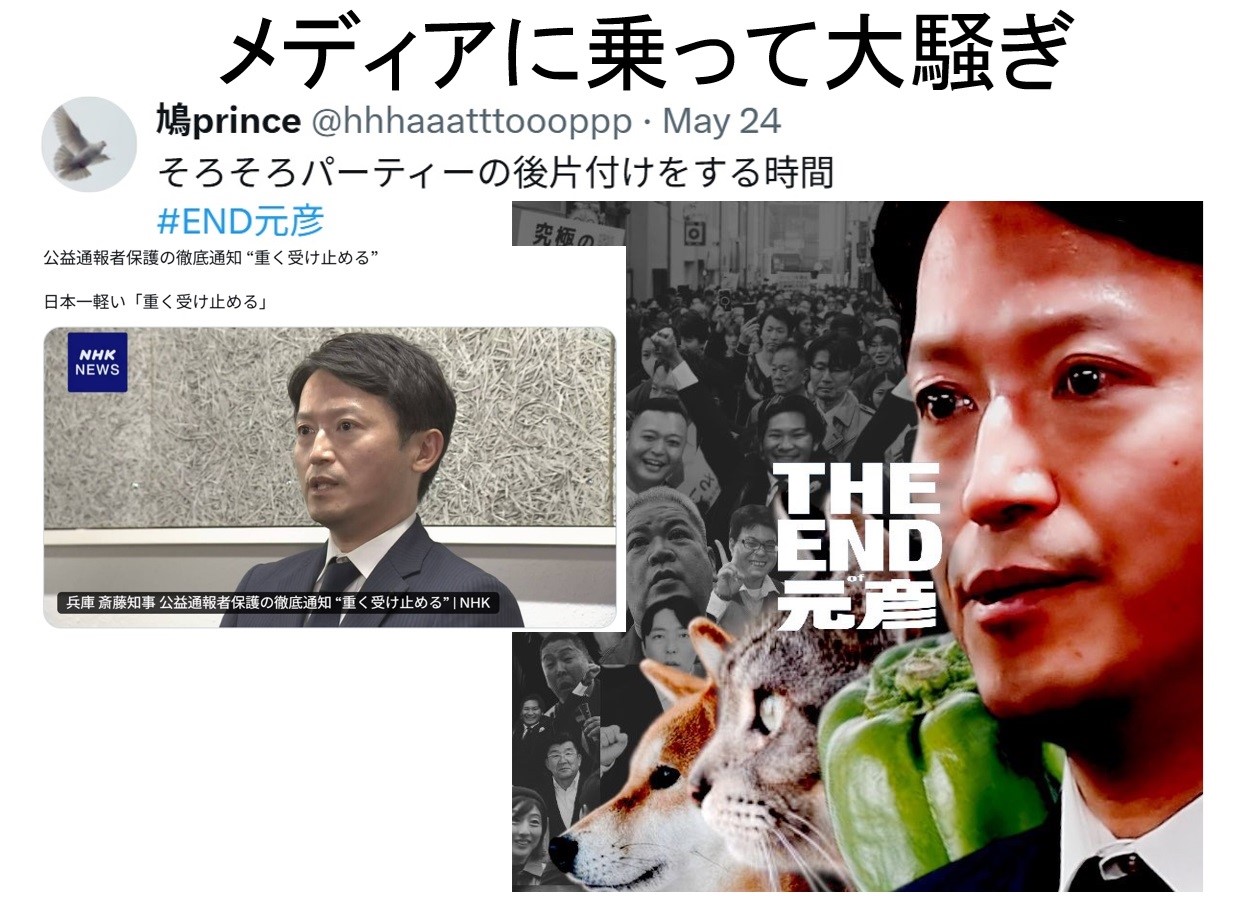 メディアに乗って大騒ぎ
鳩prince @hhhaaatttoooppp · May 24
そろそろパーティーの後片付けをする時間
#END元彦
公益通報者保護の徹底通知 “重く受け止める”
日本一軽い「重く受け止める」
NHK
NEWS
兵庫 斎藤知事 公益通報者保護の徹底通知 “重く受け止める” | NHK
究極の
THE
END
of
元彦